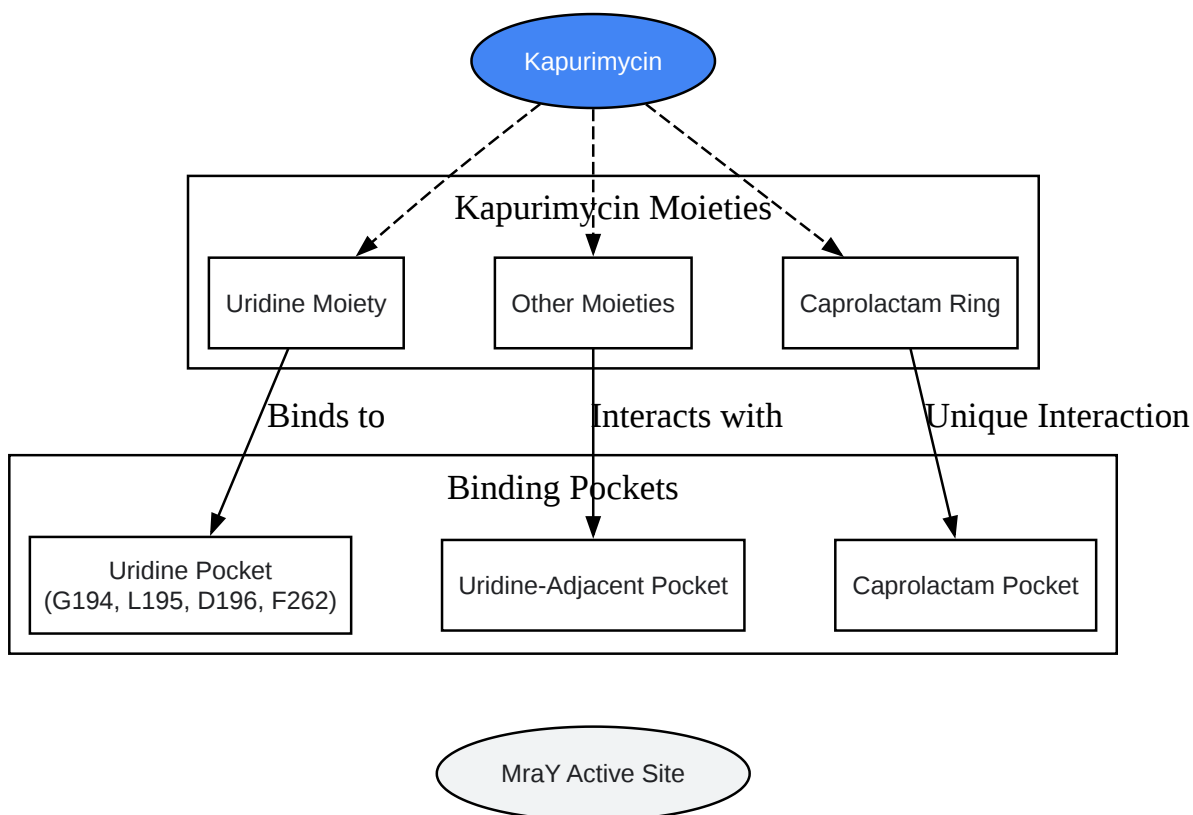 Kapurimycin
Kapurimycin Moieties
Uridine Moiety
Other Moieties
Caprolactam Ring
Binds to
Interacts with
Unique Interaction
Binding Pockets
Uridine Pocket
(G194, L195, D196, F262)
Uridine-Adjacent Pocket
Caprolactam Pocket
MraY Active Site